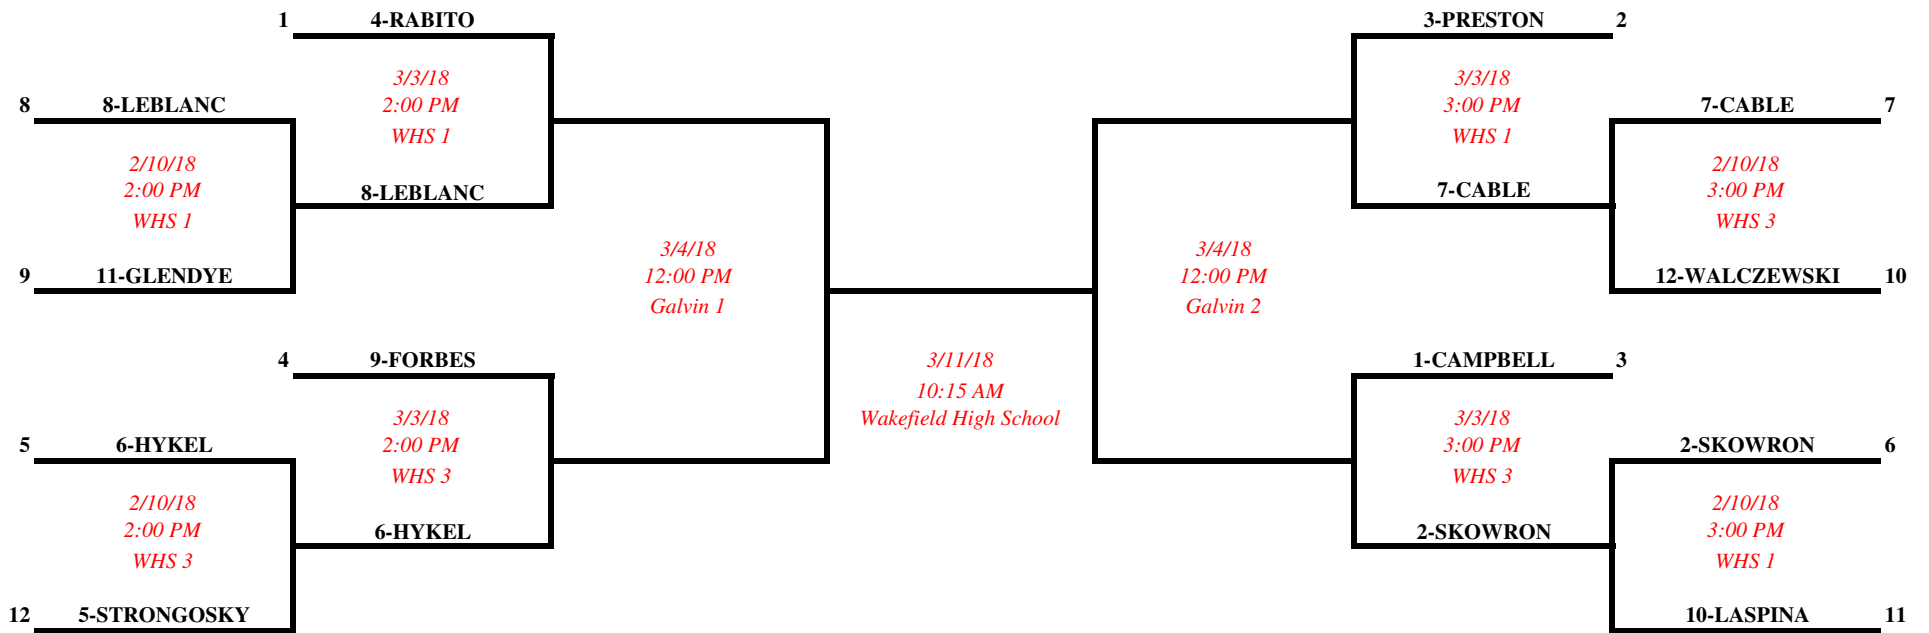 1 4-RABITO
3/3/18
2:00 PM
WHS 1
8 8-LEBLANC
2/10/18
2:00 PM
WHS 1
8-LEBLANC
9 11-GLENDYE
3/4/18
12:00 PM
Galvin 1
4 9-FORBES
3/3/18
2:00 PM
WHS 3
5 6-HYKEL
2/10/18
2:00 PM
WHS 3
6-HYKEL
12 5-STRONGOSKY
3/11/18
10:15 AM
Wakefield High School
3-PRESTON 2
3/3/18
3:00 PM
WHS 1
7-CABLE 7
2/10/18
3:00 PM
WHS 3
7-CABLE
12-WALCZEWSKI 10
3/4/18
12:00 PM
Galvin 2
1-CAMPBELL 3
3/3/18
3:00 PM
WHS 3
2-SKOWRON 6
2/10/18
3:00 PM
WHS 1
2-SKOWRON
10-LASPINA 11